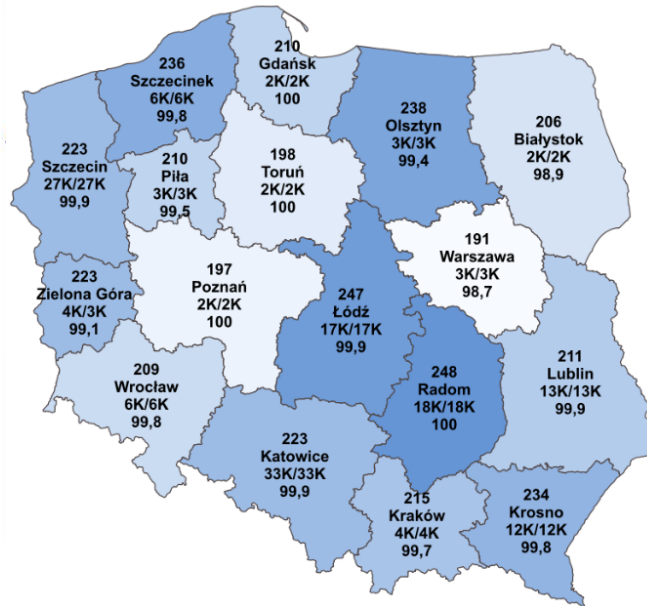 210
Gdańsk
2K/2K
100
236
Szczecinek
6K/6K
99,8
238
Olsztyn
3K/3K
99,4
206
Białystok
2K/2K
98,9
223
Szczecin
27K/27K
99,9
210
Piła
3K/3K
99,5
198
Toruń
2K/2K
100
191
Warszawa
3K/3K
98,7
223
Zielona Góra
4K/3K
99,1
197
Poznań
2K/2K
100
247
Łódź
17K/17K
99,9
211
Lublin
13K/13K
99,9
209
Wrocław
6K/6K
99,8
248
Radom
18K/18K
100
223
Katowice
33K/33K
99,9
215
Kraków
4K/4K
99,7
234
Krosno
12K/12K
99,8